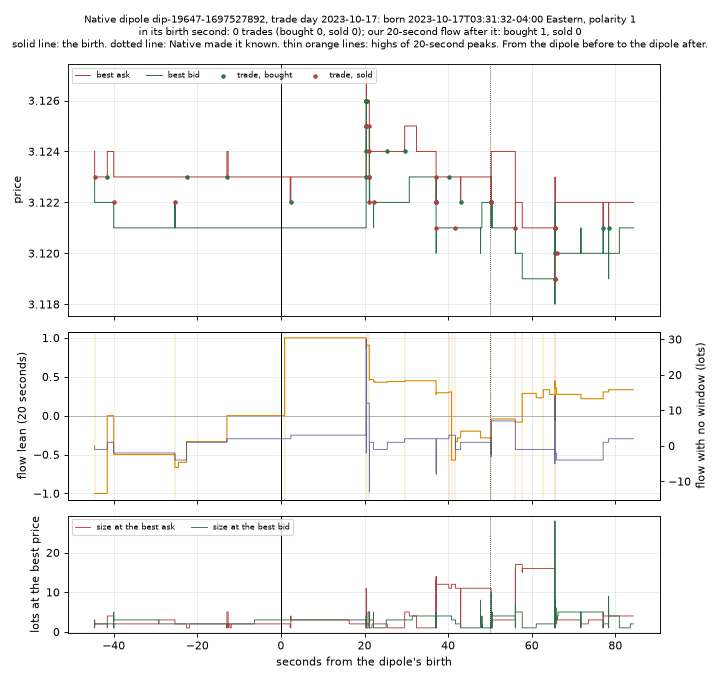 Native dipole dip-19647-1697527892, trade day 2023-10-17: born 2023-10-17T03:31:32-04:00 Eastern, polarity 1
in its birth second: 0 trades (bought 0, sold 0); our 20-second flow after it: bought 1, sold 0
solid line: the birth. dotted line: Native made it known. thin orange lines: highs of 20-second peaks. From the dipole before to the dipole after.
best ask best bid trade, bought trade, sold
3.126
3.124
3.122
3.120
3.118
price
1.0
0.5
0.0
−0.5
−1.0
flow lean (20 seconds)
30
20
10
0
−10
flow with no window (lots)
size at the best ask size at the best bid
20
10
0
lots at the best price
−40 −20 0 20 40 60 80
seconds from the dipole's birth